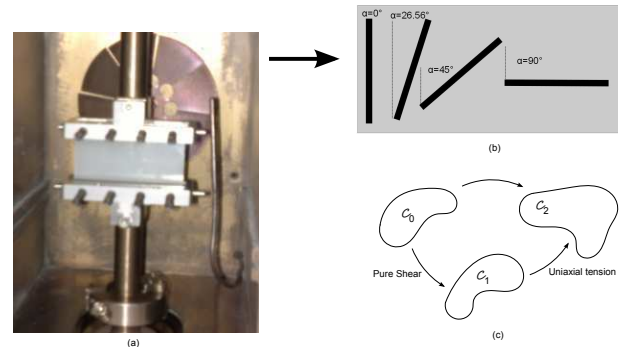 α=0°
α=26.56°
α=45°
α=90°
(b)
C0
C2
Pure Shear
C1
Uniaxial tension
(a)
(c)